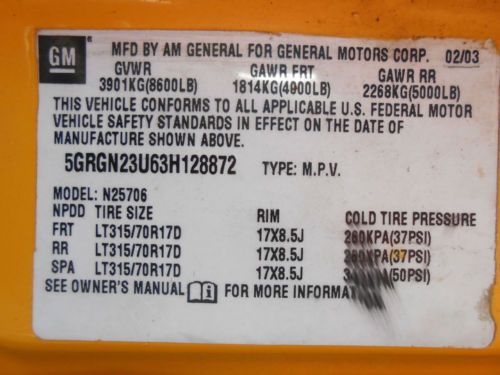 GM MFD BY AM GENERAL FOR GENERAL MOTORS CORP. 02/03
GVWR GAWR FRT GAWR RR
3901KG(8600LB) 1814KG(4000LB) 2268KG(5000LB)
THIS VEHICLE CONFORMS TO ALL APPLICABLE U.S. FEDERAL MOTOR
VEHICLE SAFETY STANDARDS IN EFFECT ON THE DATE OF
MANUFACTURE SHOWN ABOVE.
5GRGN23U63H128872 TYPE: M.P.V.
MODEL: N25706
NPDD TIRE SIZE RIM COLD TIRE PRESSURE
FRT LT315/70R17D 17X8.5J 260KPA(37PSI)
RR LT315/70R17D 17X8.5J (37PSI)
SPA LT315/70R17D 17X8.5J (50PSI)
SEE OWNER'S MANUAL FOR MORE